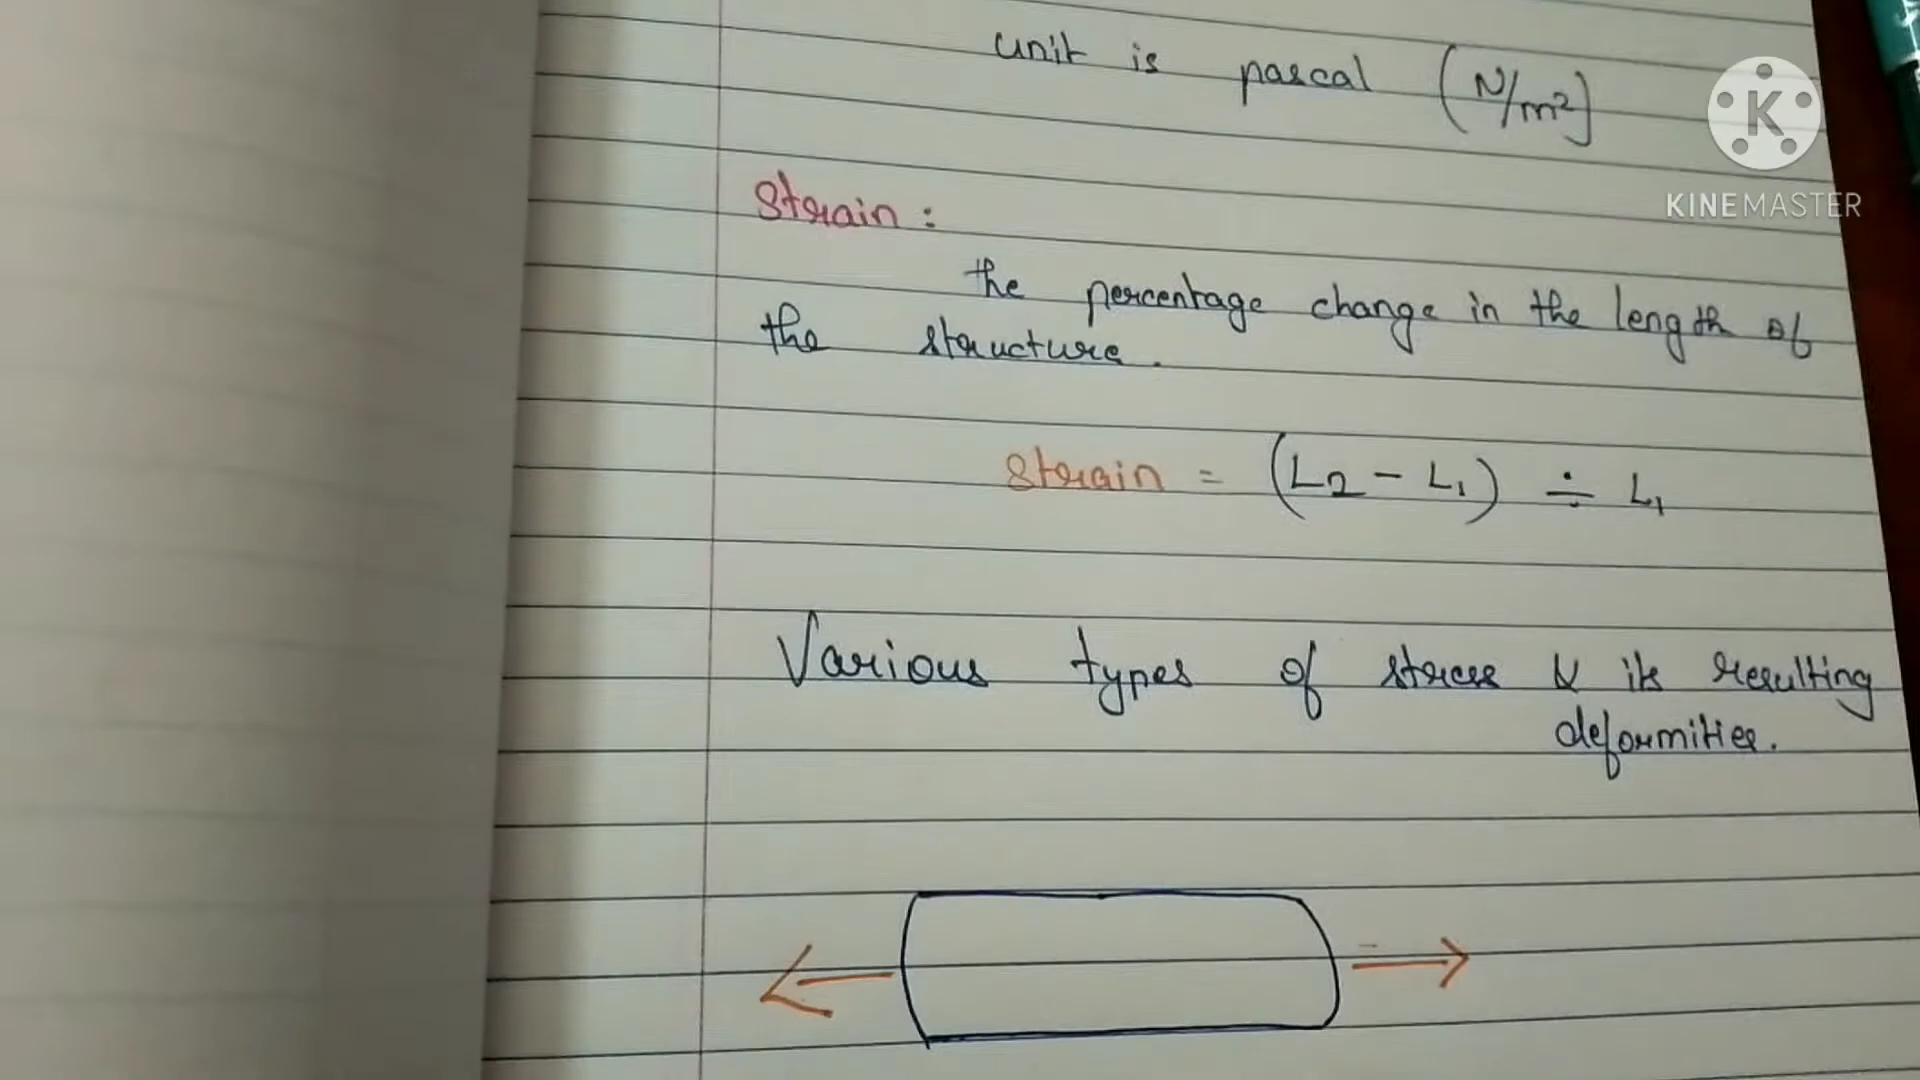 unit is pascal (N/m²)
Strain:
the percentage change in the length of
the structure.
Strain = (L₂ - L₁) ÷ L₁
Various types of stress & its resulting
deformities.
K
KINEMASTER